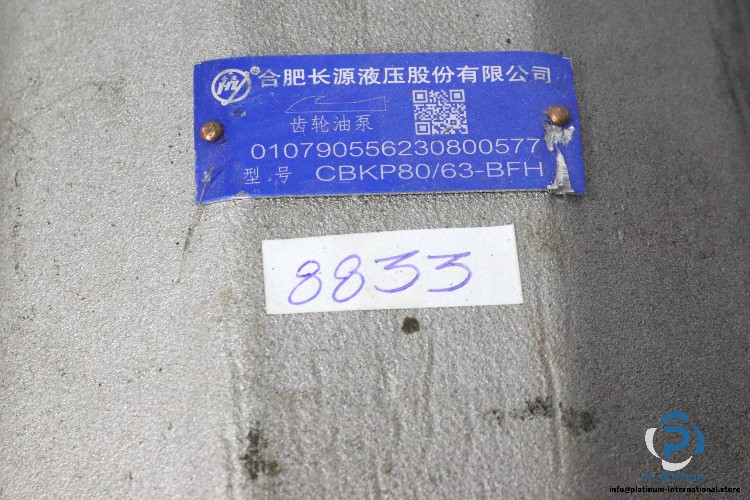 合肥长源液压股份有限公司
齿轮油泵
010790556230800577
型号 CBKP80/63-BFH
8833
info@platinum-international.store